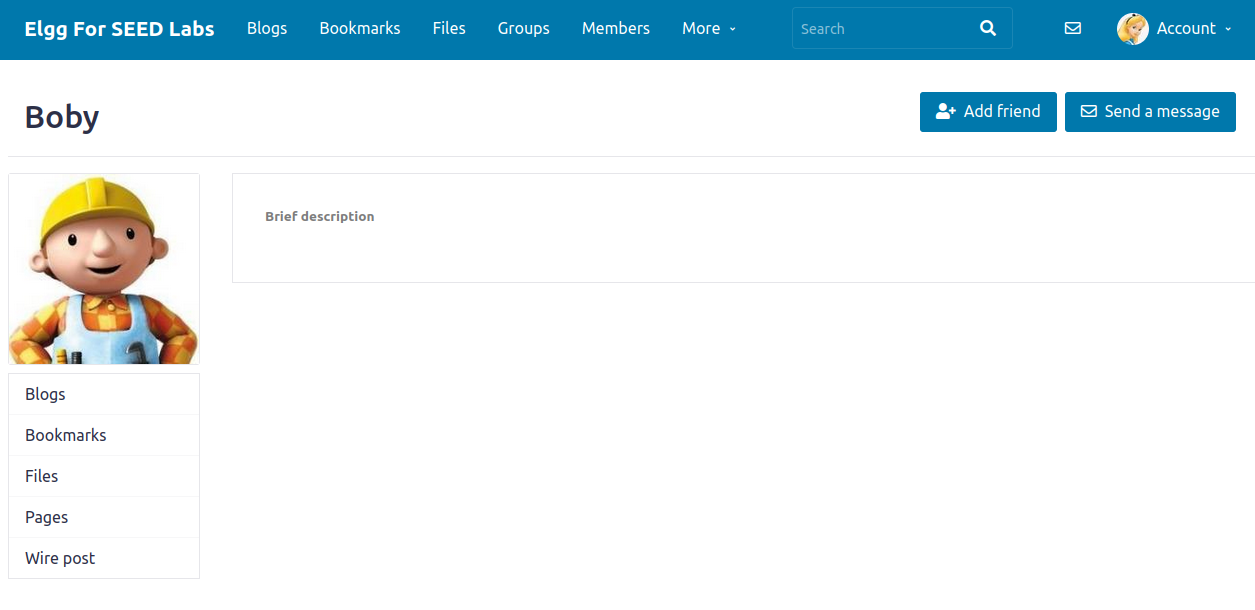 Elgg For SEED Labs Blogs Bookmarks Files Groups Members More Search Account
Boby Add friend Send a message
Brief description
Blogs
Bookmarks
Files
Pages
Wire post